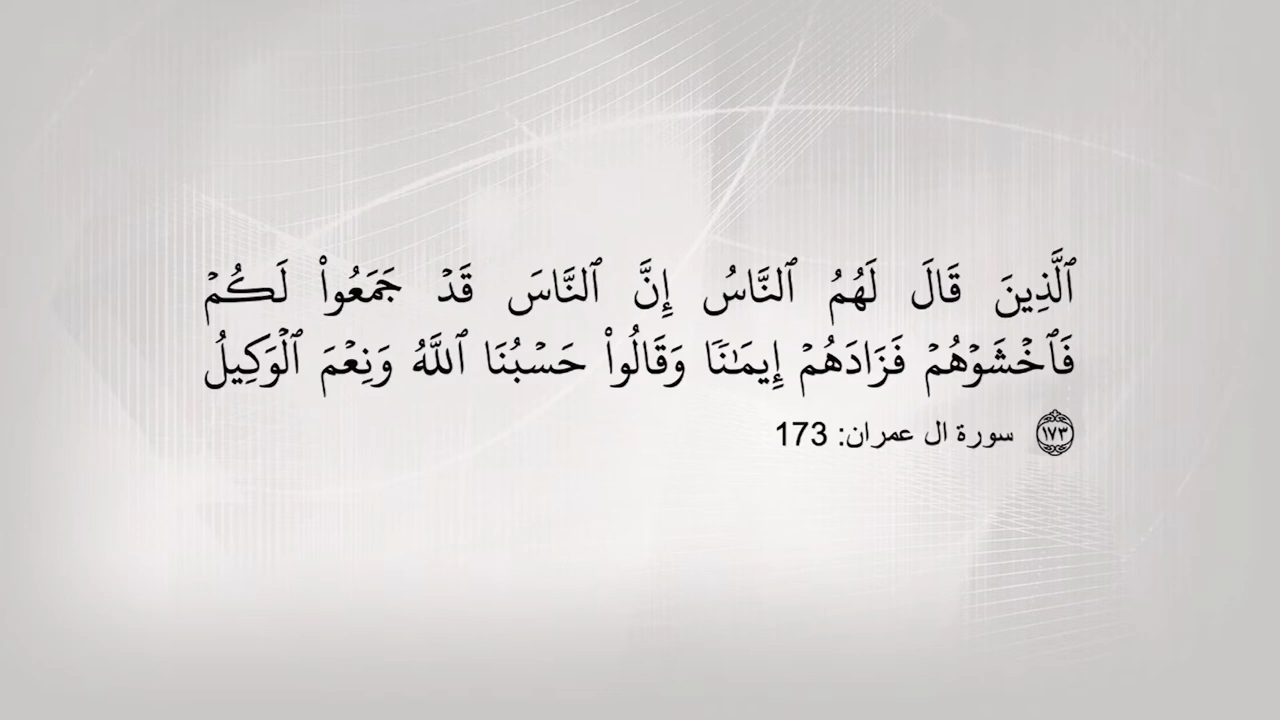 ٱلَّذِينَ قَالَ لَهُمُ ٱلنَّاسُ إِنَّ ٱلنَّاسَ قَدۡ جَمَعُواْ لَكُمۡ
فَٱخۡشَوۡهُمۡ فَزَادَهُمۡ إِيمَٰنٗا وَقَالُواْ حَسۡبُنَا ٱللَّهُ وَنِعۡمَ ٱلۡوَكِيلُ
١٧٣ سورة ال عمران: 173